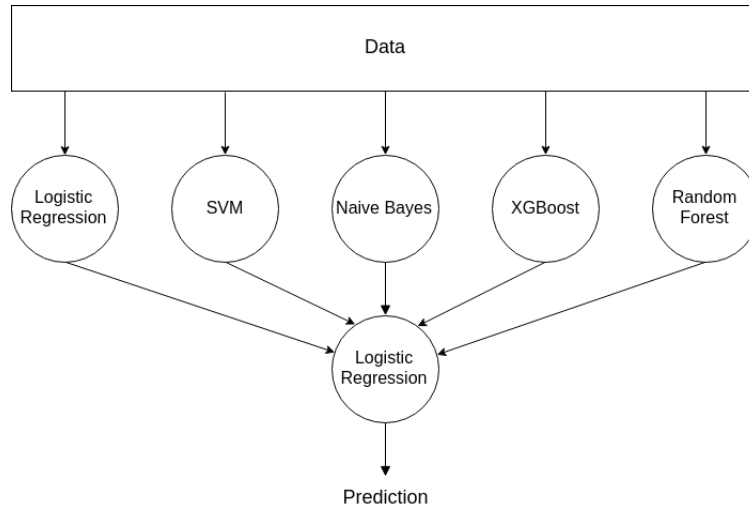 Data
Logistic
Regression
SVM
Naive Bayes
XGBoost
Random
Forest
Logistic
Regression
Prediction